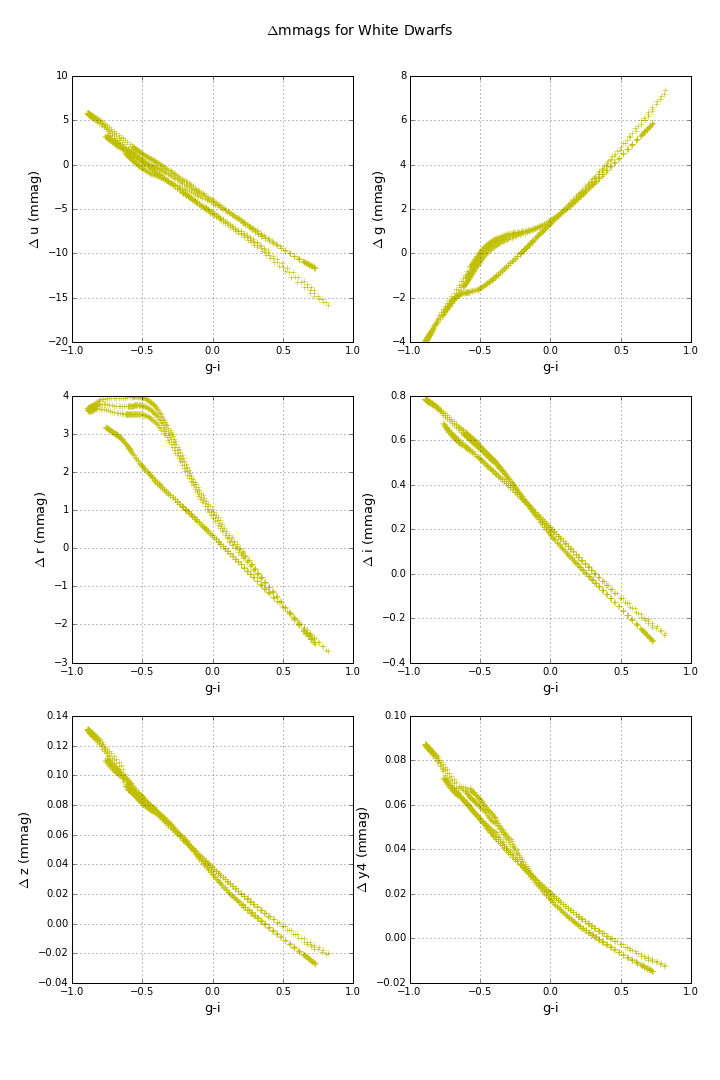 Δmmags for White Dwarfs
10
5
0
−5
−10
−15
−20
Δ u (mmag)
−1.0 −0.5 0.0 0.5 1.0
g-i
8
6
4
2
0
−2
−4
Δ g (mmag)
−1.0 −0.5 0.0 0.5 1.0
g-i
4
3
2
1
0
−1
−2
−3
Δ r (mmag)
−1.0 −0.5 0.0 0.5 1.0
g-i
0.8
0.6
0.4
0.2
0.0
−0.2
−0.4
Δ i (mmag)
−1.0 −0.5 0.0 0.5 1.0
g-i
0.14
0.12
0.10
0.08
0.06
0.04
0.02
0.00
−0.02
−0.04
Δ z (mmag)
−1.0 −0.5 0.0 0.5 1.0
g-i
0.10
0.08
0.06
0.04
0.02
0.00
−0.02
Δ y4 (mmag)
−1.0 −0.5 0.0 0.5 1.0
g-i